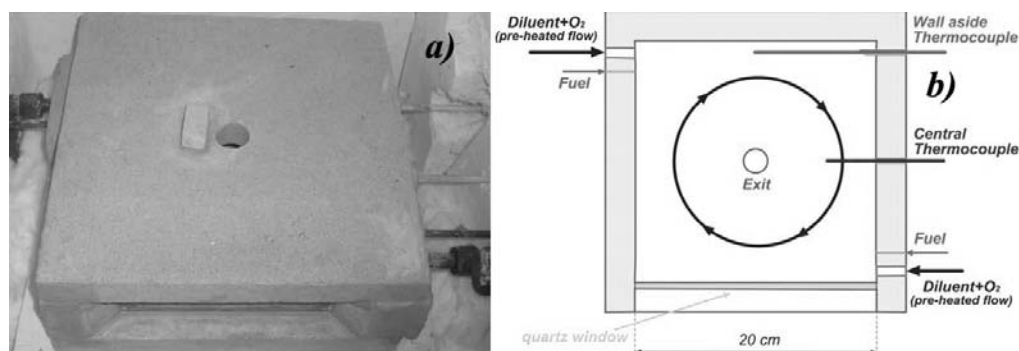 a)
Diluent+O₂
(pre-heated flow)
Fuel
Wall aside
Thermocouple
b)
Central
Thermocouple
Exit
Fuel
Diluent+O₂
(pre-heated flow)
quartz window
20 cm